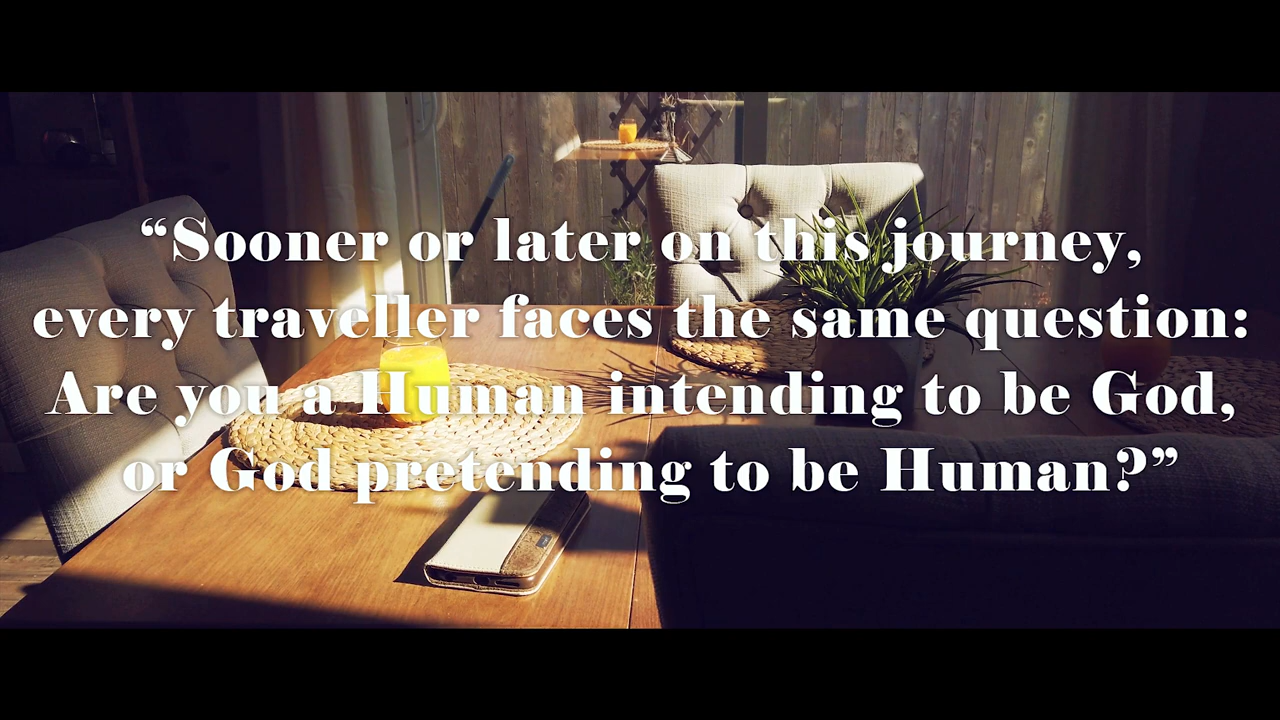 “Sooner or later on this journey,
every traveller faces the same question:
Are you a Human intending to be God,
or God pretending to be Human?”